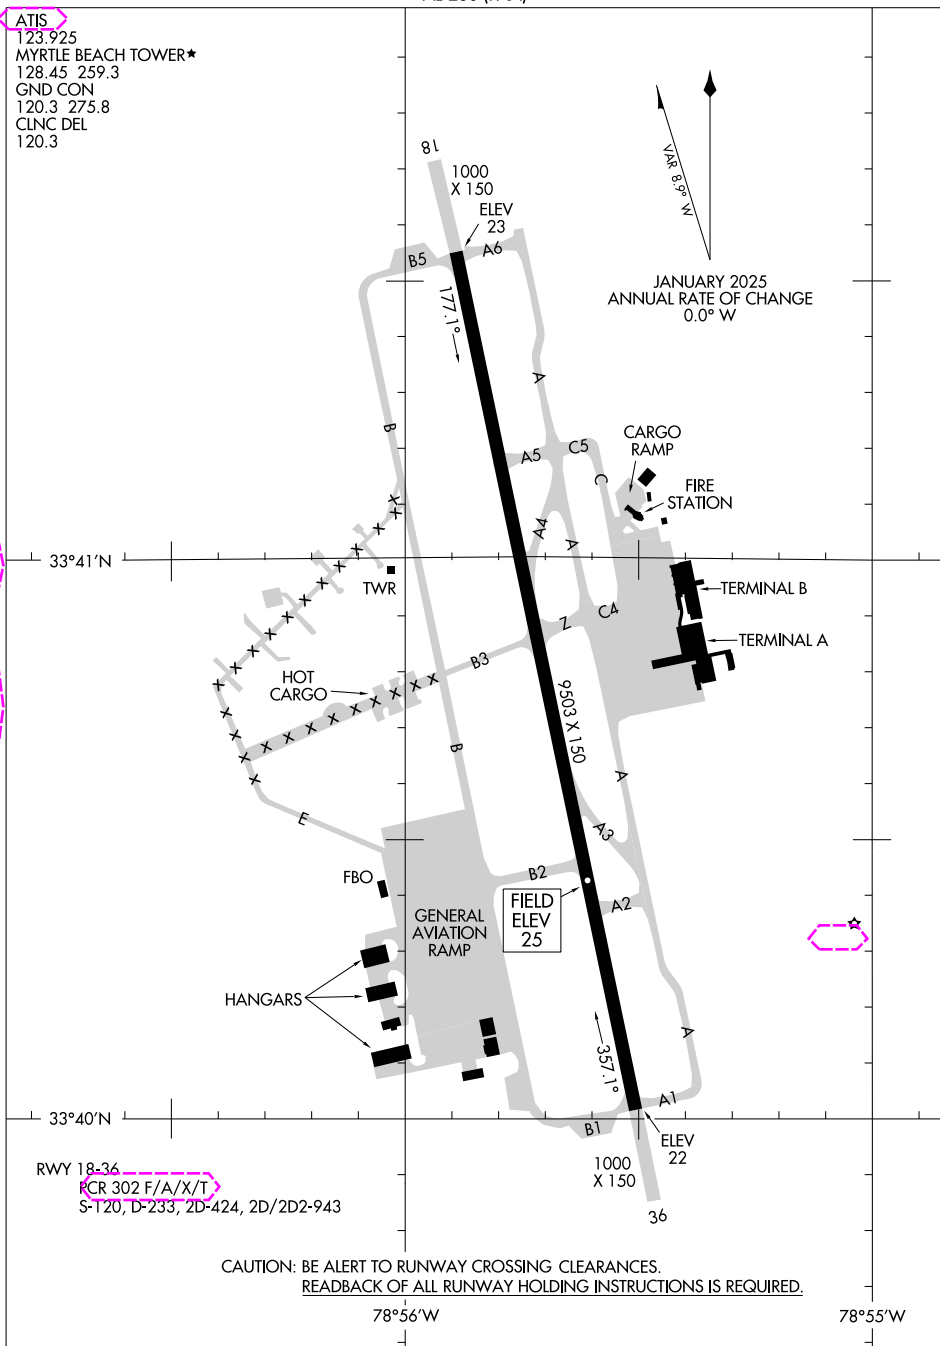 ATIS
123.925
MYRTLE BEACH TOWER★
128.45 259.3
GND CON
120.3 275.8
CLNC DEL
120.3
18
1000
X 150
ELEV
23
VAR 8.9° W
JANUARY 2025
ANNUAL RATE OF CHANGE
0.0° W
B5
A6
177.1°
A
B
A5
C5
C
CARGO
RAMP
FIRE
STATION
A4
A
33°41'N
TWR
TERMINAL B
C4
Z
TERMINAL A
B3
HOT
CARGO
9503 X 150
B
A
E
A3
B2
FBO
FIELD
ELEV
25
A2
GENERAL
AVIATION
RAMP
HANGARS
A
357.1°
33°40'N
A1
B1
ELEV
22
1000
X 150
36
RWY 18-36
PCR 302 F/A/X/T
S-120, D-233, 2D-424, 2D/2D2-943
CAUTION: BE ALERT TO RUNWAY CROSSING CLEARANCES.
READBACK OF ALL RUNWAY HOLDING INSTRUCTIONS IS REQUIRED.
78°56'W
78°55'W